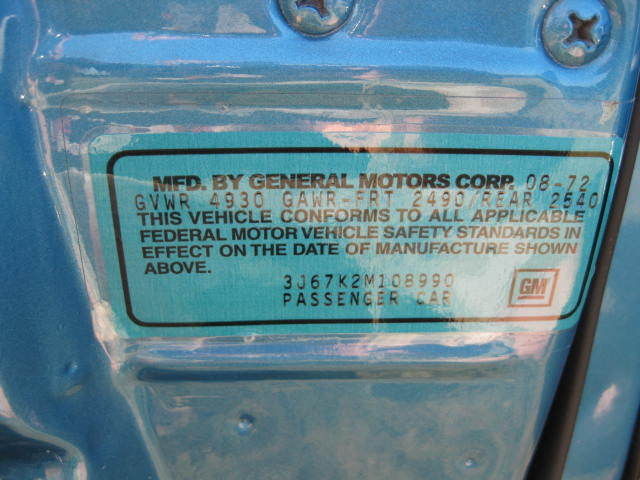 MFD. BY GENERAL MOTORS CORP. 08-72
GVWR 4930 GAWR-FRT 2490/REAR 2540
THIS VEHICLE CONFORMS TO ALL APPLICABLE
FEDERAL MOTOR VEHICLE SAFETY STANDARDS IN
EFFECT ON THE DATE OF MANUFACTURE SHOWN
ABOVE.
3J67K2M108990
PASSENGER CAR
GM